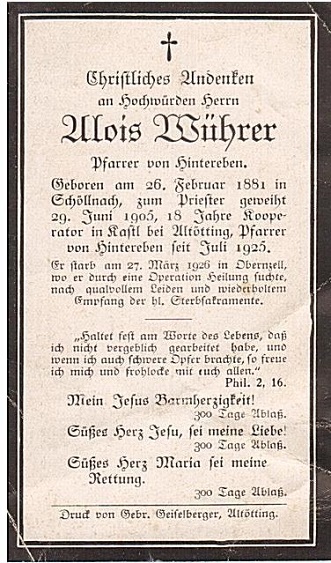 Christliches Andenken
an Hochwürden Herrn
Alois Wührer
Pfarrer von Hintereben.
Geboren am 26. Februar 1881 in
Schöllnach, zum Priester geweiht
29. Juni 1905, 18 Jahre Koope-
rator in Kastl bei Altötting, Pfarrer
von Hintereben seit Juli 1925.
Er starb am 27. März 1926 in Obernzell,
wo er durch eine Operation Heilung suchte,
nach qualvollem Leiden und wiederholtem
Empfang der hl. Sterbsakramente.
„Haltet fest am Worte des Lebens, daß
ich nicht vergeblich gearbeitet habe, und
wenn ich auch schwere Opfer brachte, so freue
ich mich und frohlocke mit euch allen.“
Phil. 2, 16.
Mein Jesus Barmherzigkeit!
300 Tage Ablaß.
Süßes Herz Jesu, sei meine Liebe!
300 Tage Ablaß.
Süßes Herz Maria sei meine
Rettung.
300 Tage Ablaß.
Druck von Gebr. Geiselberger, Altötting.